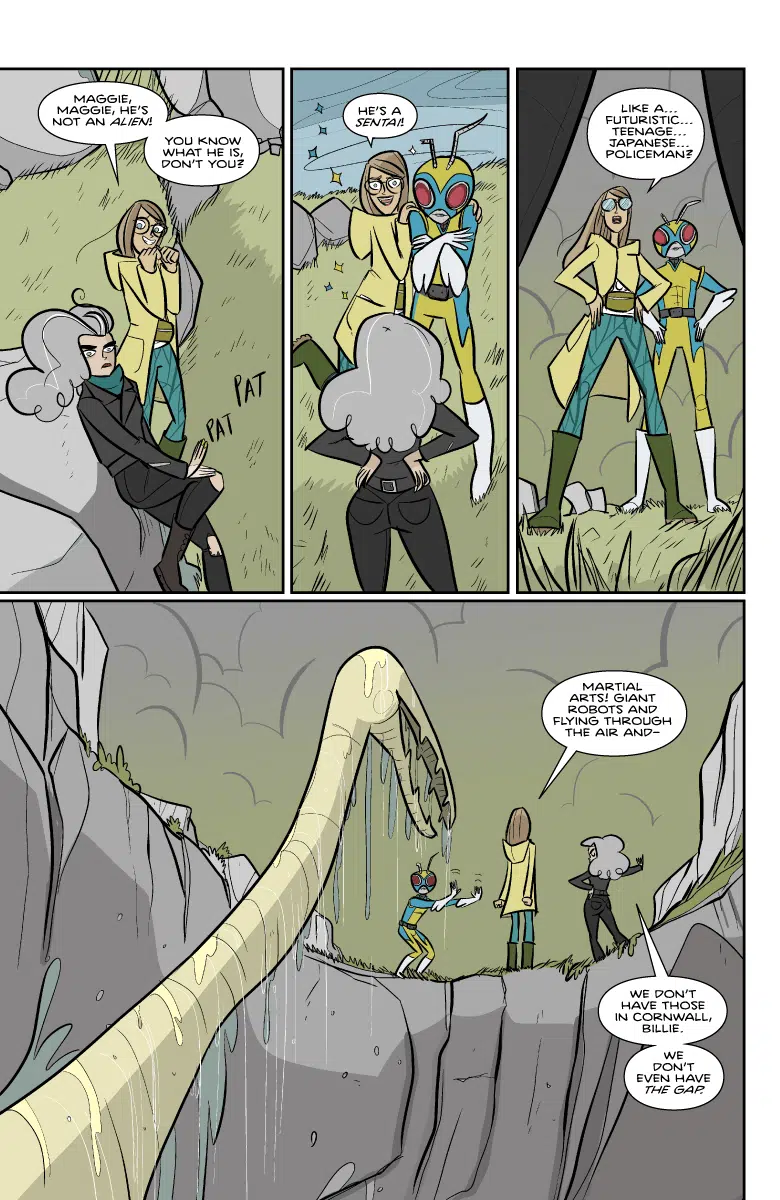 MAGGIE,
MAGGIE, HE'S
NOT AN ALIEN!
YOU KNOW
WHAT HE IS,
DON'T YOU?
PAT
PAT
HE'S A
SENTAI!
LIKE A...
FUTURISTIC...
TEENAGE...
JAPANESE...
POLICEMAN?
MARTIAL
ARTS! GIANT
ROBOTS AND
FLYING THROUGH
THE AIR AND-
WE DON'T
HAVE THOSE
IN CORNWALL,
BILLIE.
WE
DON'T
EVEN HAVE
THE GAP.